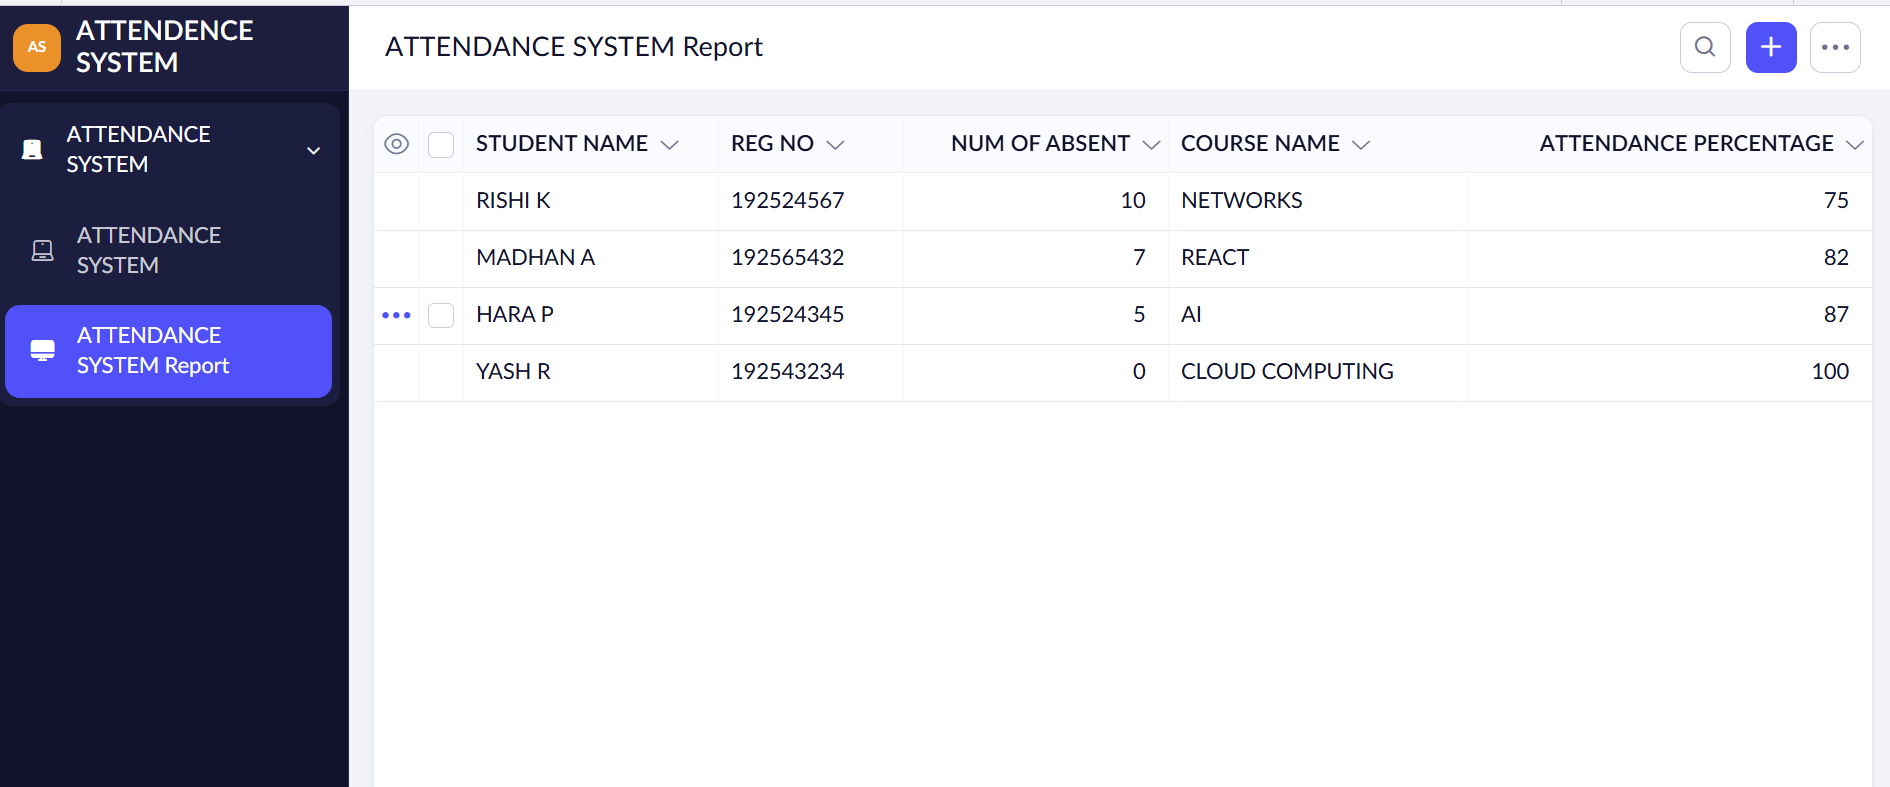 AS
ATTENDENCE
SYSTEM
ATTENDANCE
SYSTEM
ATTENDANCE
SYSTEM
ATTENDANCE
SYSTEM Report
ATTENDANCE SYSTEM Report
STUDENT NAME REG NO NUM OF ABSENT COURSE NAME ATTENDANCE PERCENTAGE
RISHI K 192524567 10 NETWORKS 75
MADHAN A 192565432 7 REACT 82
HARA P 192524345 5 AI 87
YASH R 192543234 0 CLOUD COMPUTING 100